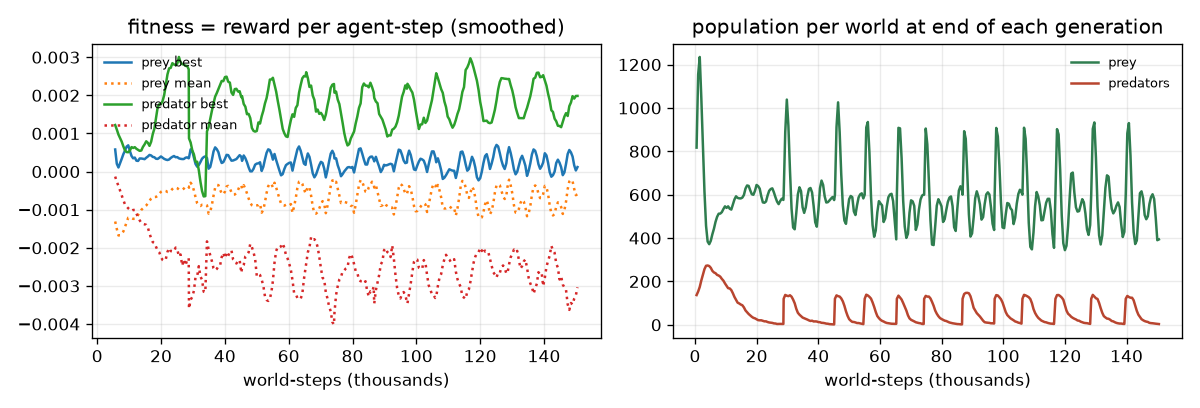 fitness = reward per agent-step (smoothed)
prey best
prey mean
predator best
predator mean
0.003
0.002
0.001
0.000
−0.001
−0.002
−0.003
−0.004
0 20 40 60 80 100 120 140
world-steps (thousands)
population per world at end of each generation
prey
predators
1200
1000
800
600
400
200
0
0 20 40 60 80 100 120 140
world-steps (thousands)